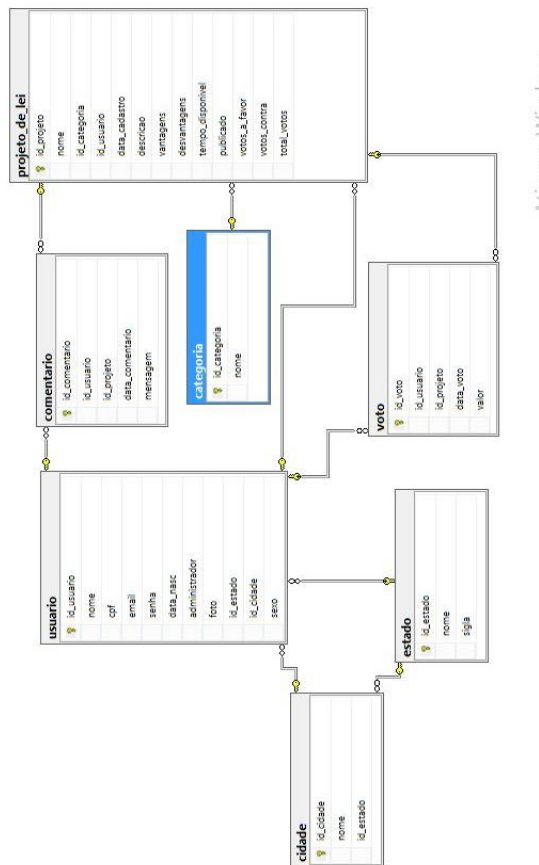 usuario
id_usuario
nome
cpf
email
senha
data_nasc
administrador
foto
id_estado
id_cidade
sexo
comentario
id_comentario
id_usuario
id_projeto
data_comentario
mensagem
projeto_de_lei
id_projeto
nome
id_categoria
id_usuario
data_cadastro
descricao
vantagens
desvantagens
tempo_disponivel
publicado
votos_a_favor
votos_contra
total_votos
categoria
id_categoria
nome
cidade
id_cidade
nome
id_estado
estado
id_estado
nome
sigla
voto
id_voto
id_usuario
id_projeto
data_voto
valor